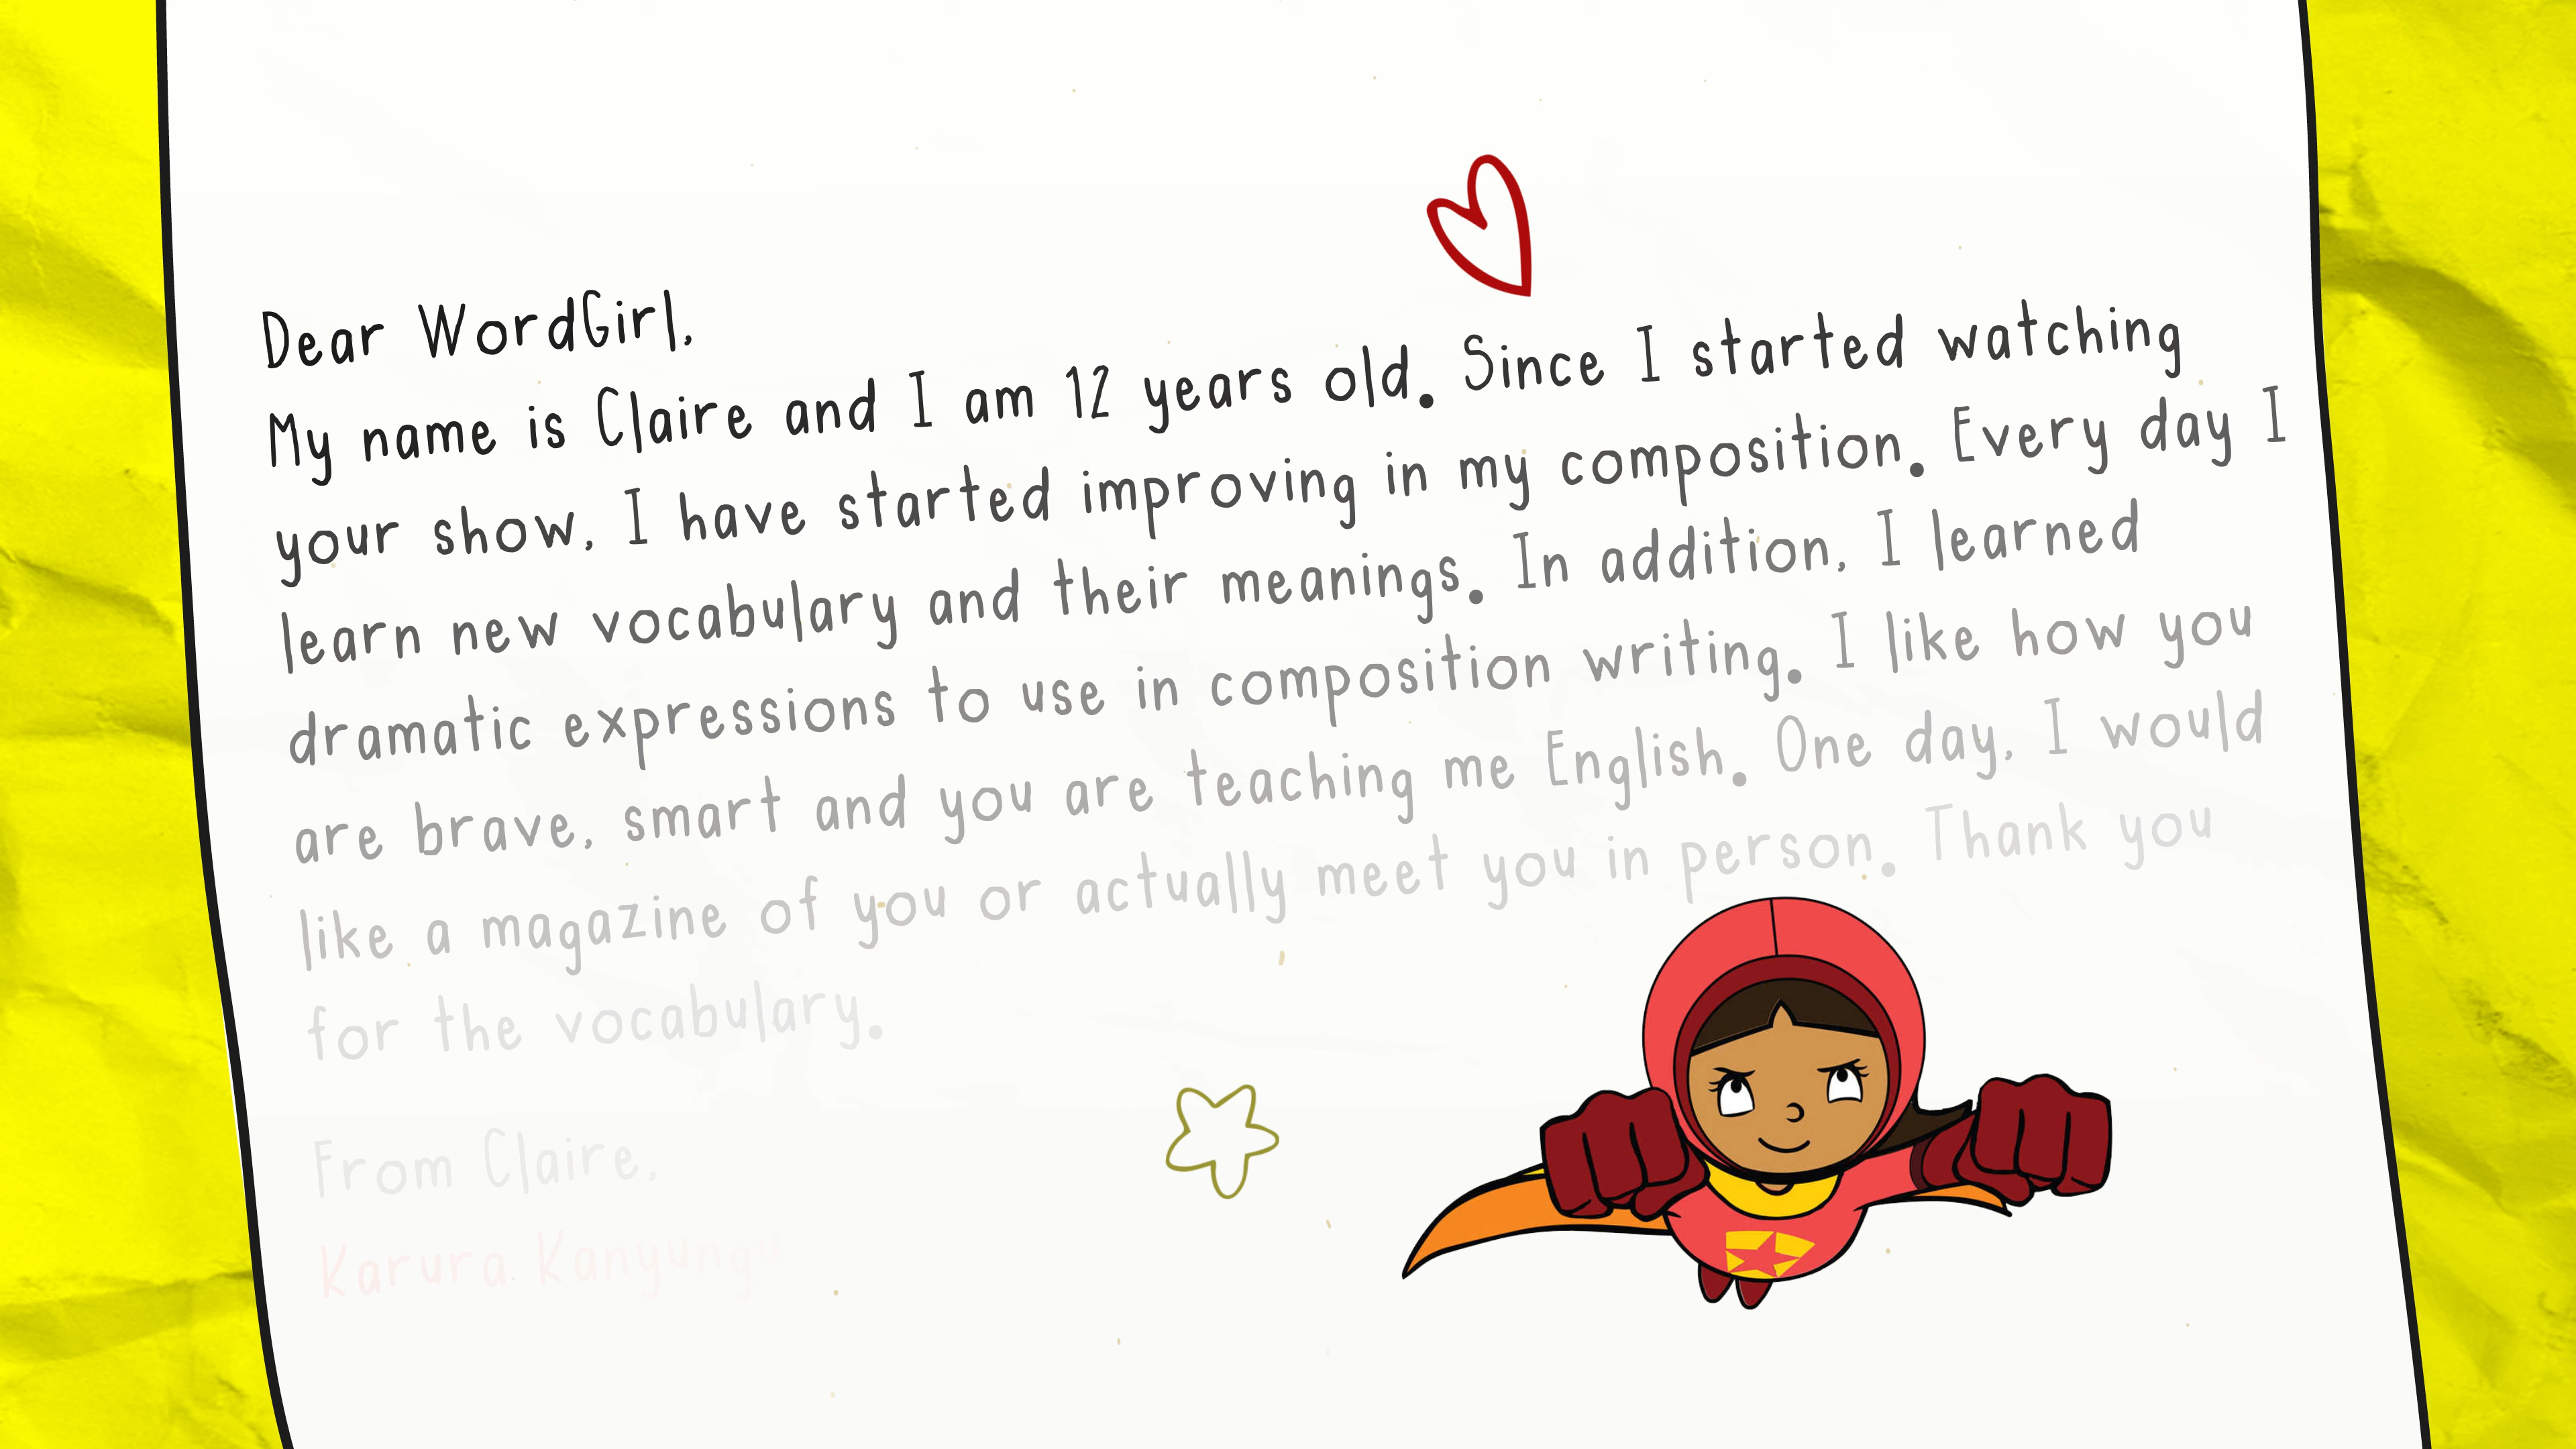 Dear WordGirl,
My name is Claire and I am 12 years old. Since I started watching
your show, I have started improving in my composition. Every day I
learn new vocabulary and their meanings. In addition, I learned
dramatic expressions to use in composition writing. I like how you
are brave, smart and you are teaching me English. One day, I would
like a magazine of you or actually meet you in person. Thank you
for the vocabulary.
From Claire,
Karura Kanyungu